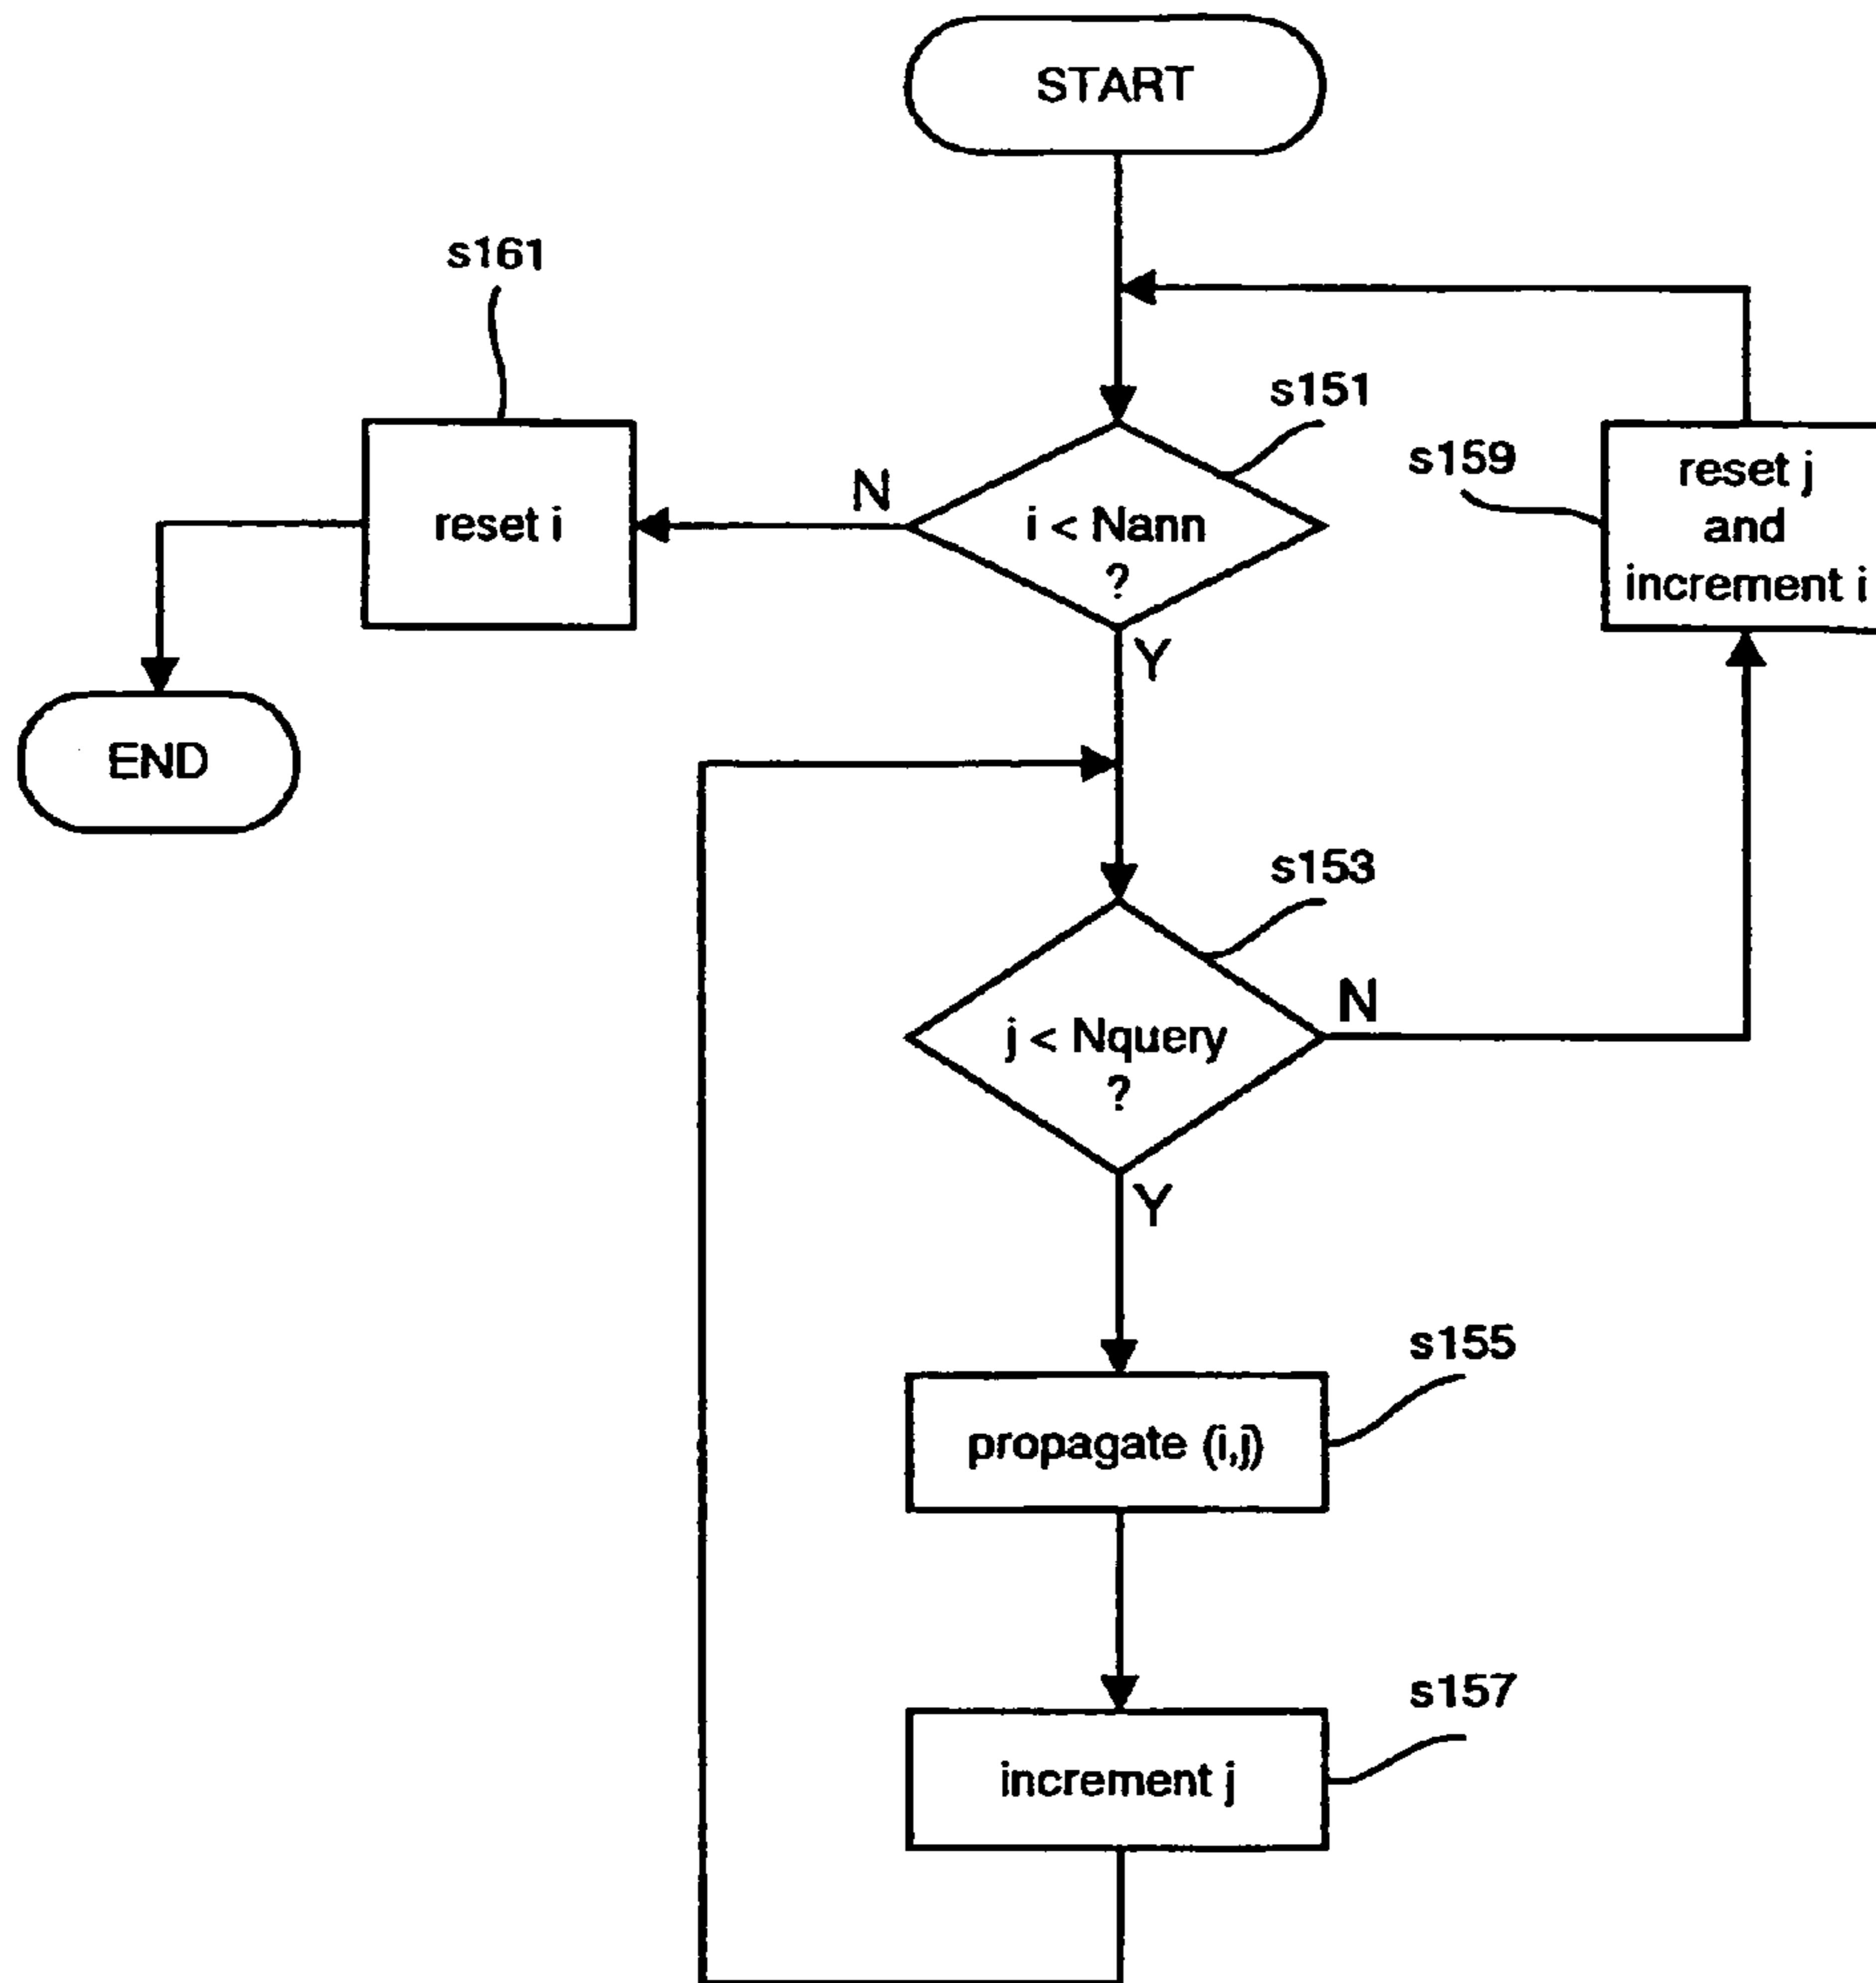 START
s161
s151
s159
reset j
and
increment i
N
i < Nann
?
reset i
Y
END
s153
N
j < Nquery
?
Y
s155
propagate (i,j)
s157
increment j